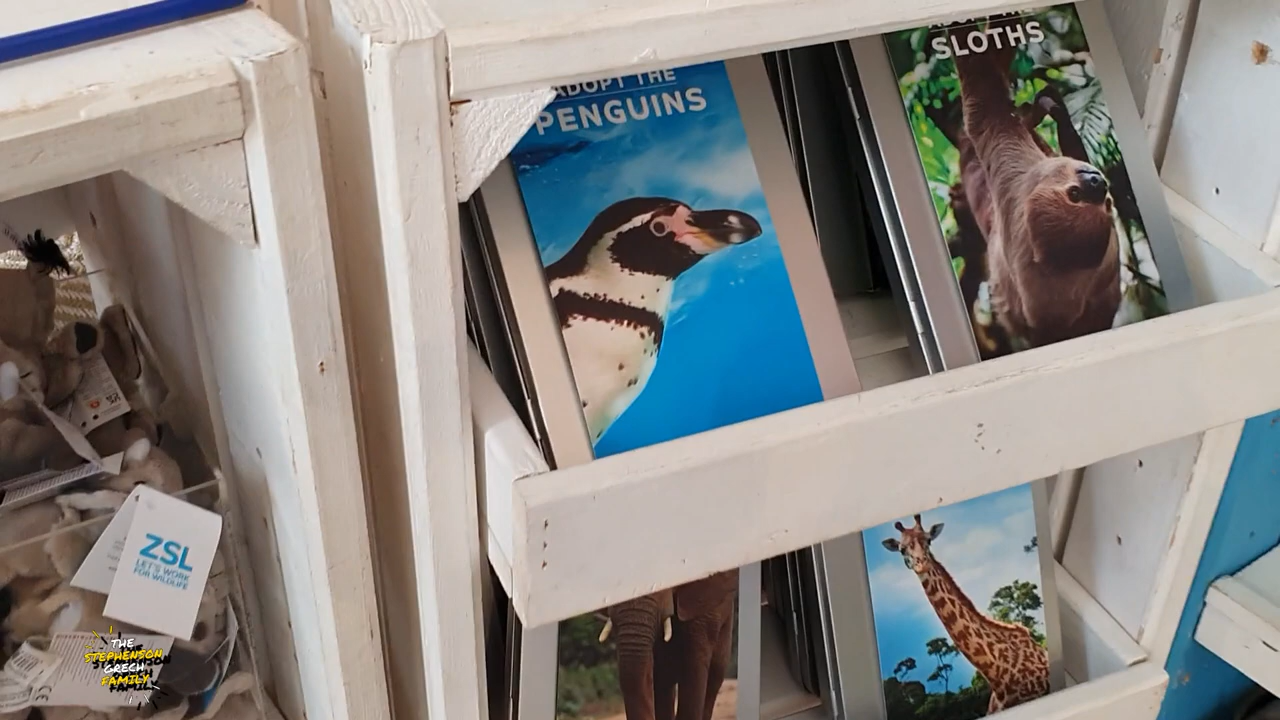 ADOPT THE
PENGUINS
SLOTHS
ZSL
LET'S WORK
FOR WILDLIFE
THE
STEPHENSON
GRECH
FAMILY